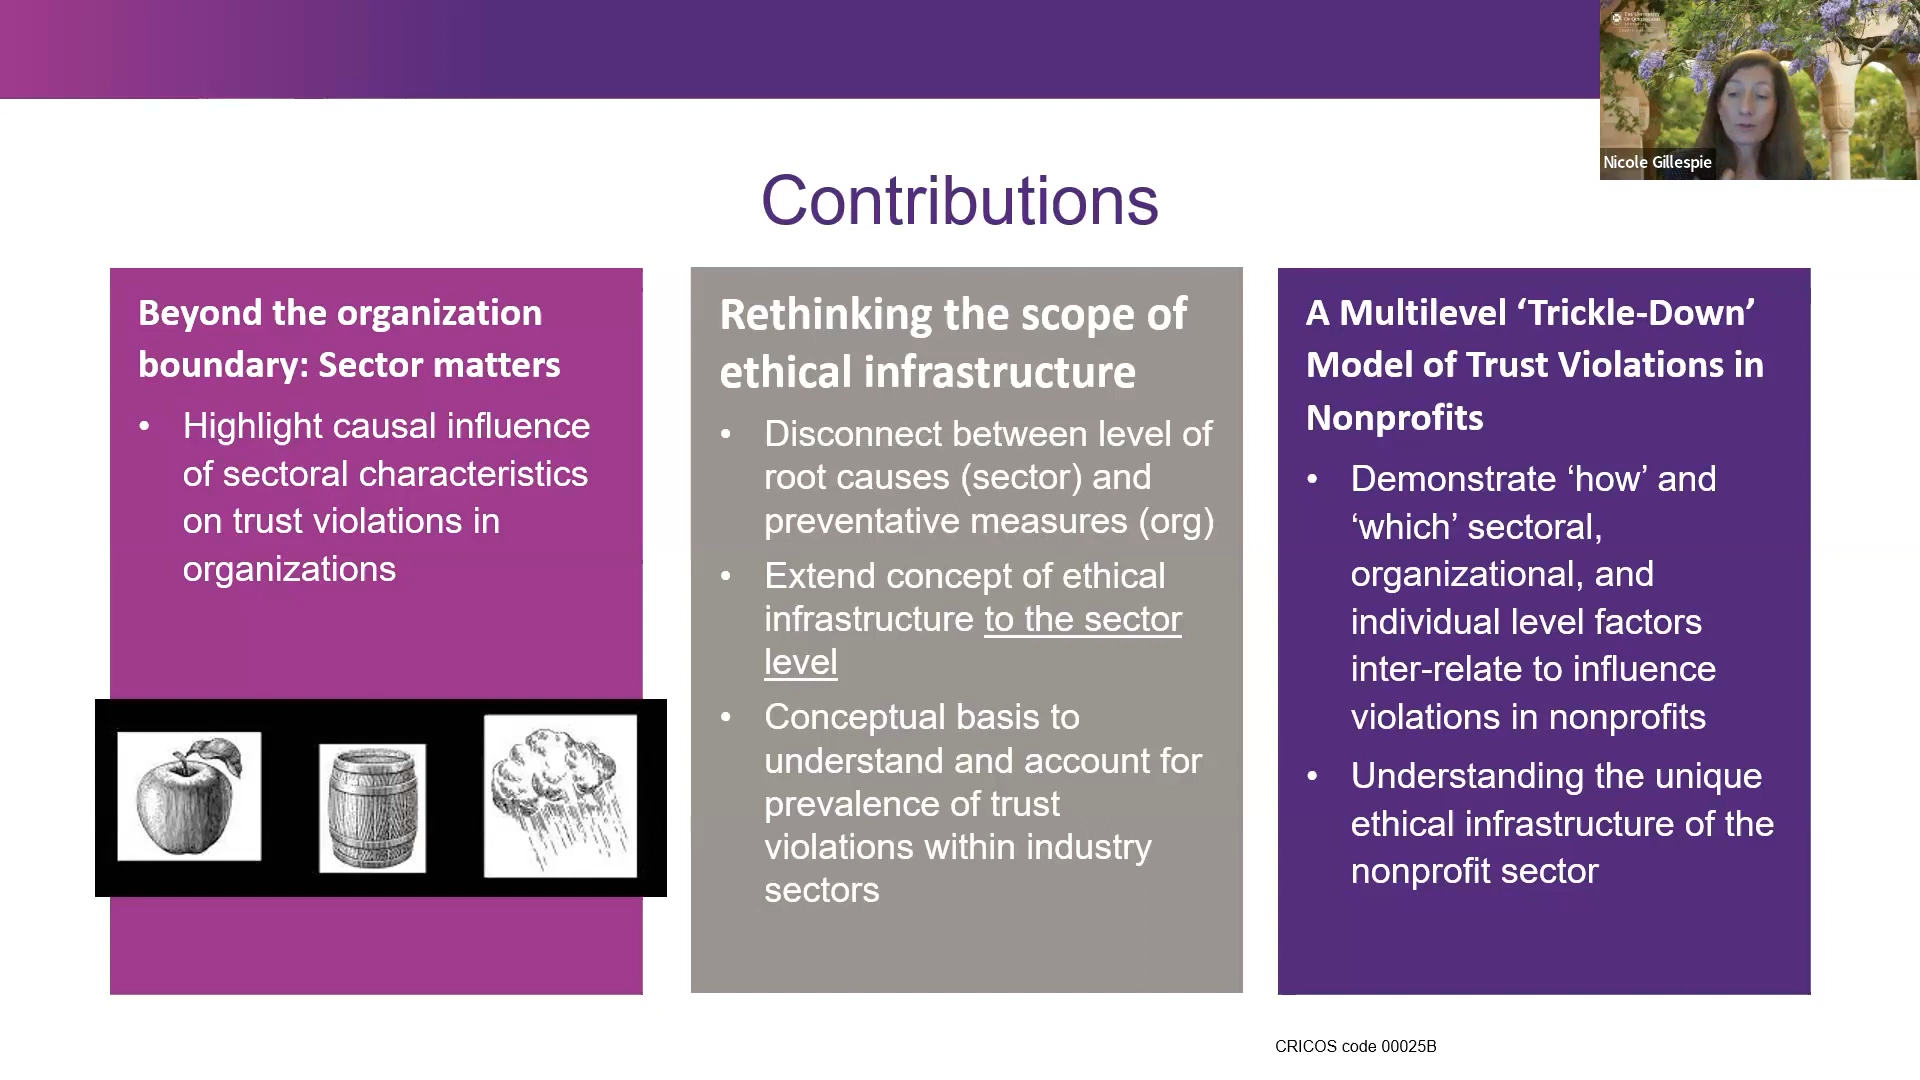 THE UNIVERSITY
OF QUEENSLAND
Nicole Gillespie
Contributions
Beyond the organization
boundary: Sector matters
• Highlight causal influence
of sectoral characteristics
on trust violations in
organizations
Rethinking the scope of
ethical infrastructure
• Disconnect between level of
root causes (sector) and
preventative measures (org)
• Extend concept of ethical
infrastructure to the sector
level
• Conceptual basis to
understand and account for
prevalence of trust
violations within industry
sectors
A Multilevel ‘Trickle-Down’
Model of Trust Violations in
Nonprofits
• Demonstrate ‘how’ and
‘which’ sectoral,
organizational, and
individual level factors
inter-relate to influence
violations in nonprofits
• Understanding the unique
ethical infrastructure of the
nonprofit sector
CRICOS code 00025B